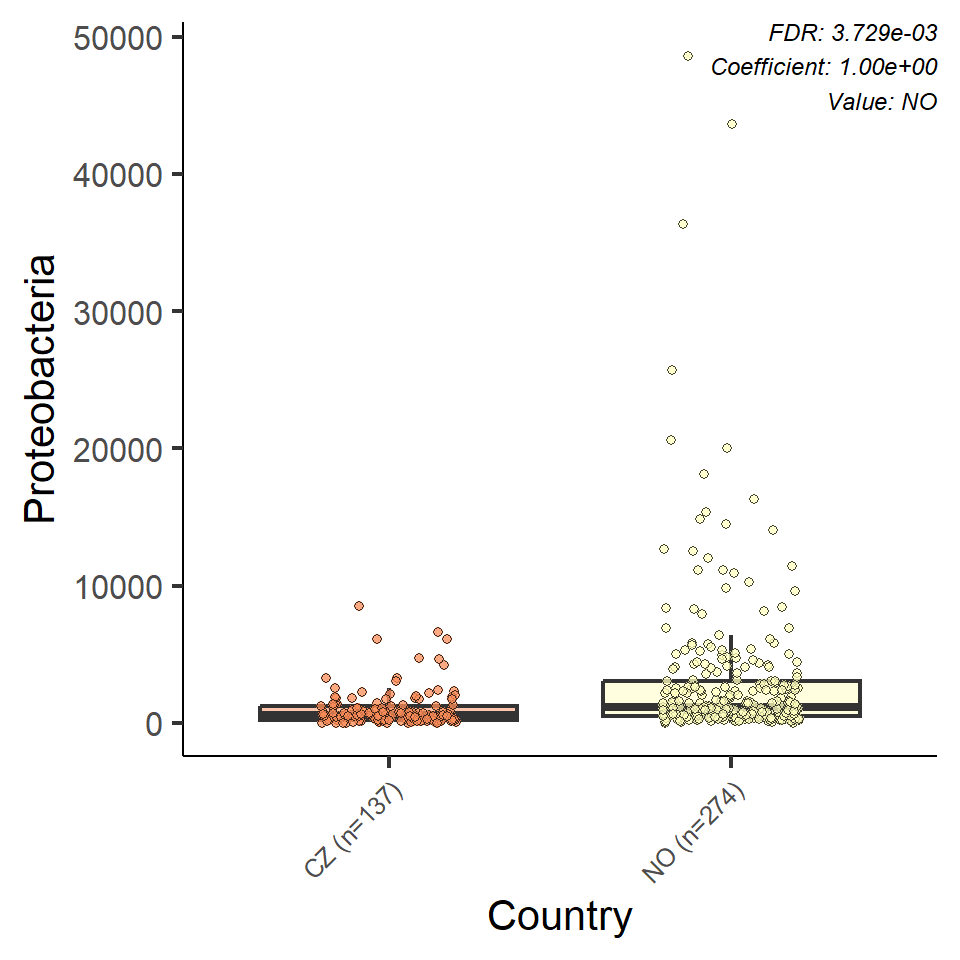 FDR: 3.729e-03
Coefficient: 1.00e+00
Value: NO
50000
40000
30000
20000
10000
0
Proteobacteria
CZ (n=137)
NO (n=274)
Country